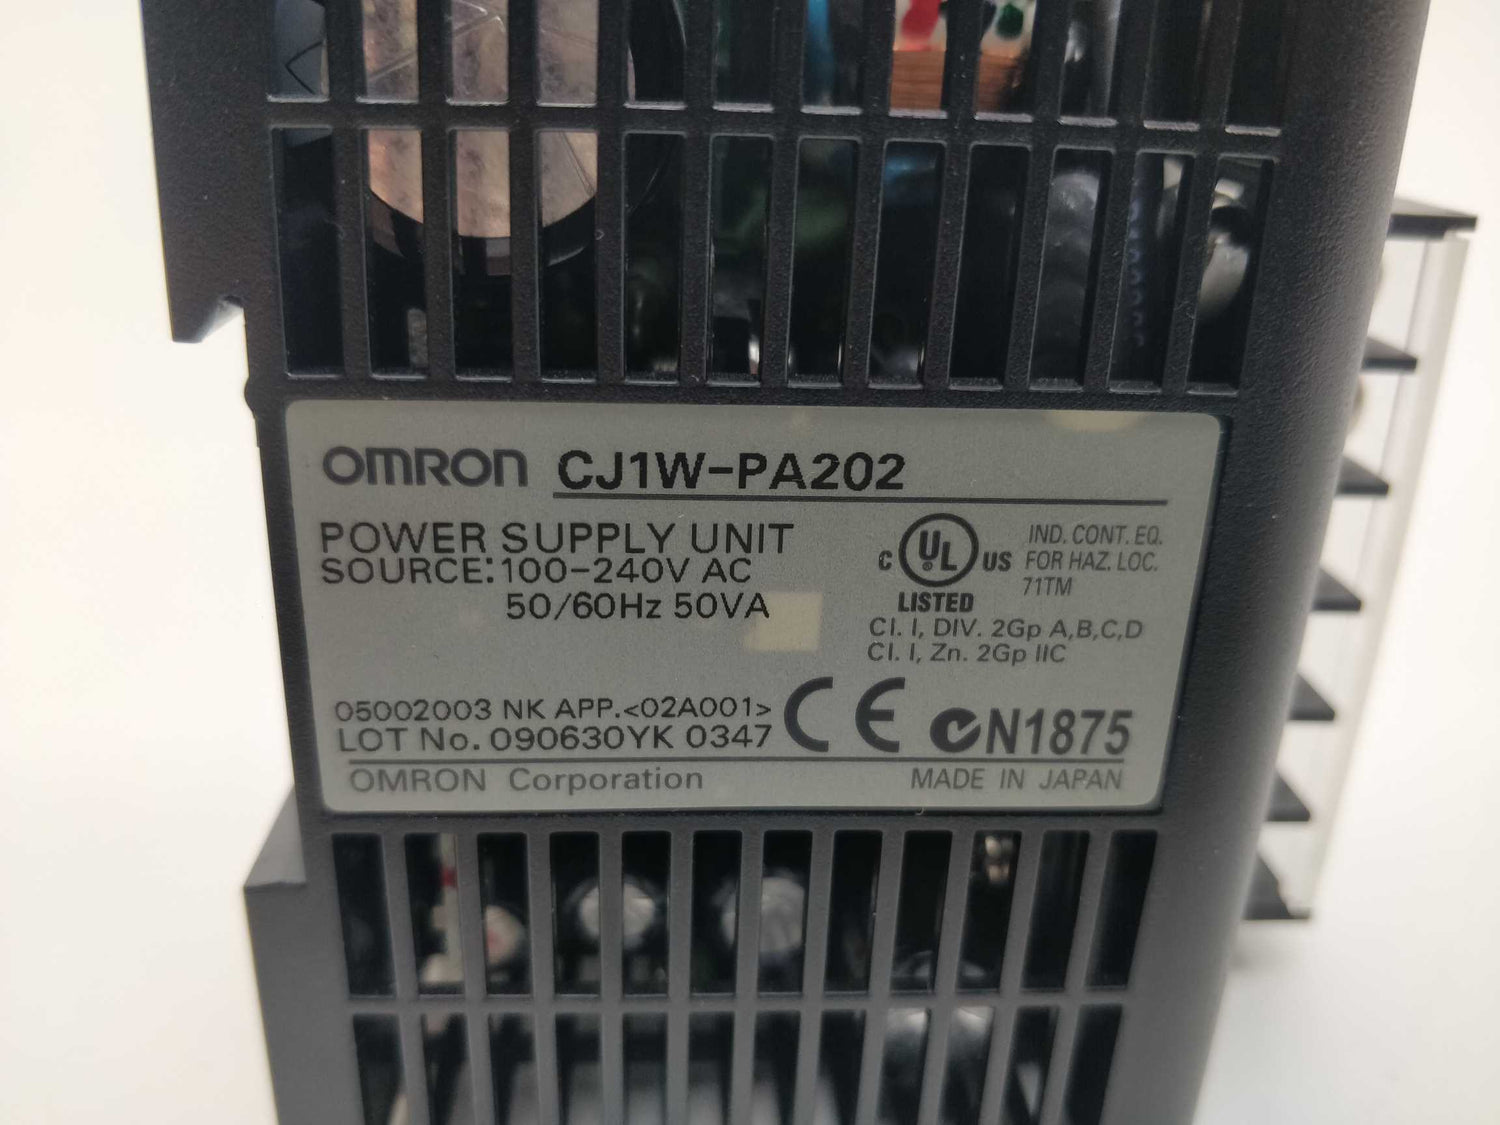 OMRON CJ1W-PA202
POWER SUPPLY UNIT
SOURCE: 100-240V AC
50/60Hz 50VA
C UL US
LISTED
IND. CONT. EQ.
FOR HAZ. LOC.
71TM
Cl. I, DIV. 2Gp A,B,C,D
Cl. I, Zn. 2Gp IIC
05002003 NK APP.<02A001>
LOT No. 090630YK 0347
CE
N1875
OMRON Corporation
MADE IN JAPAN